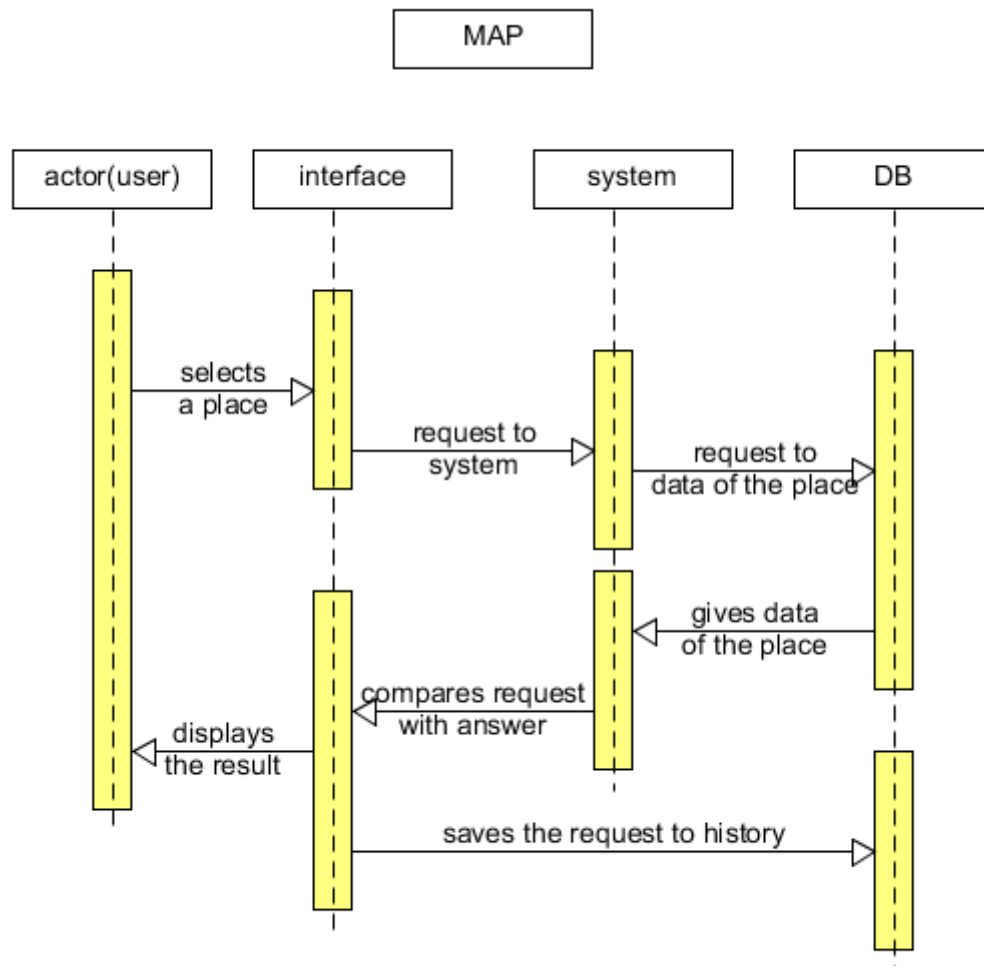 MAP
actor(user)
interface
system
DB
selects
a place
request to
system
request to
data of the place
gives data
of the place
compares request
with answer
displays
the result
saves the request to history